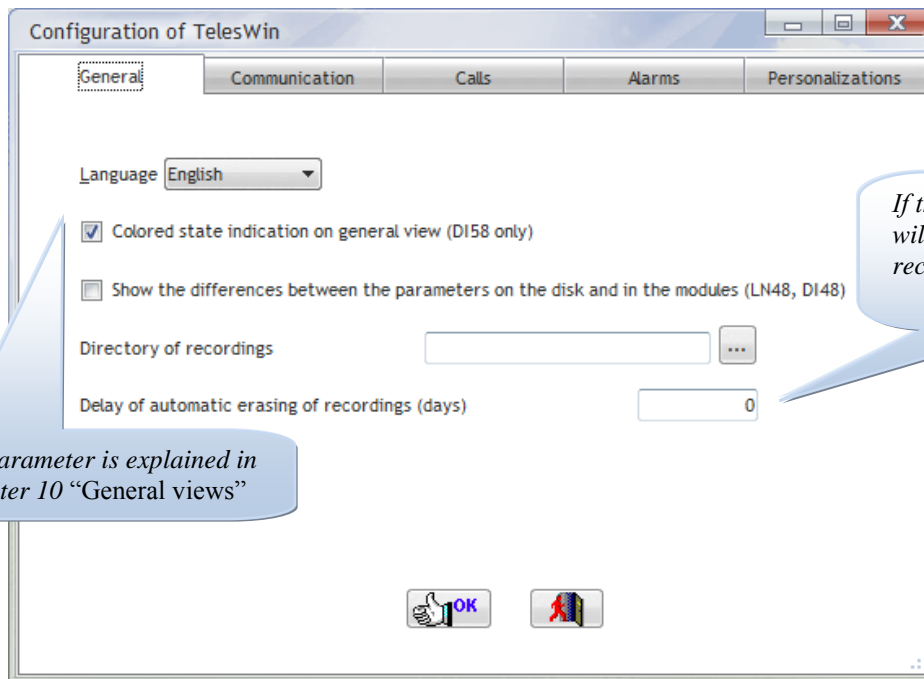 Configuration of TelesWin
General Communication Calls Alarms Personalizations
Language English
Colored state indication on general view (DI58 only)
Show the differences between the parameters on the disk and in the modules (LN48, DI48)
Directory of recordings ...
Delay of automatic erasing of recordings (days) 0
If
parameter is explained in
10 “General views”
OK